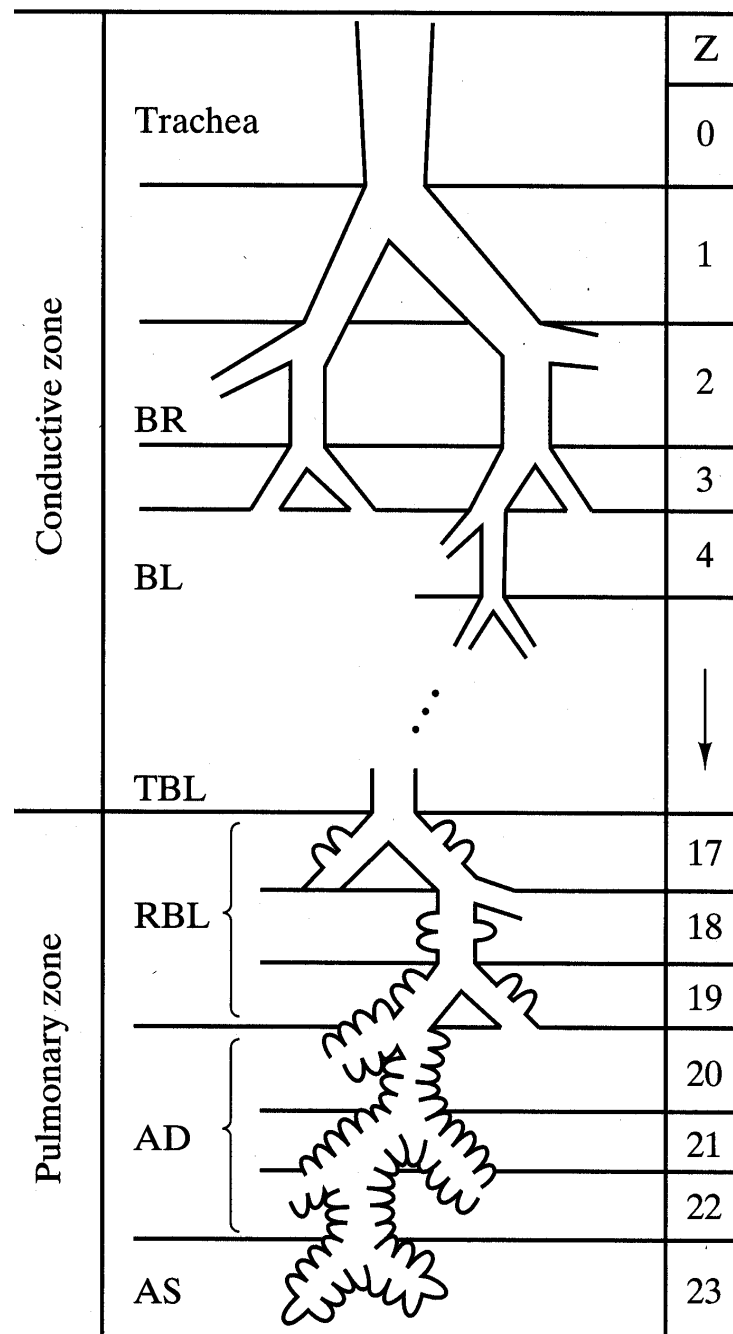 Z
Trachea
0
1
Conductive zone
2
BR
3
4
BL
TBL
17
RBL
18
19
Pulmonary zone
20
AD
21
22
AS
23